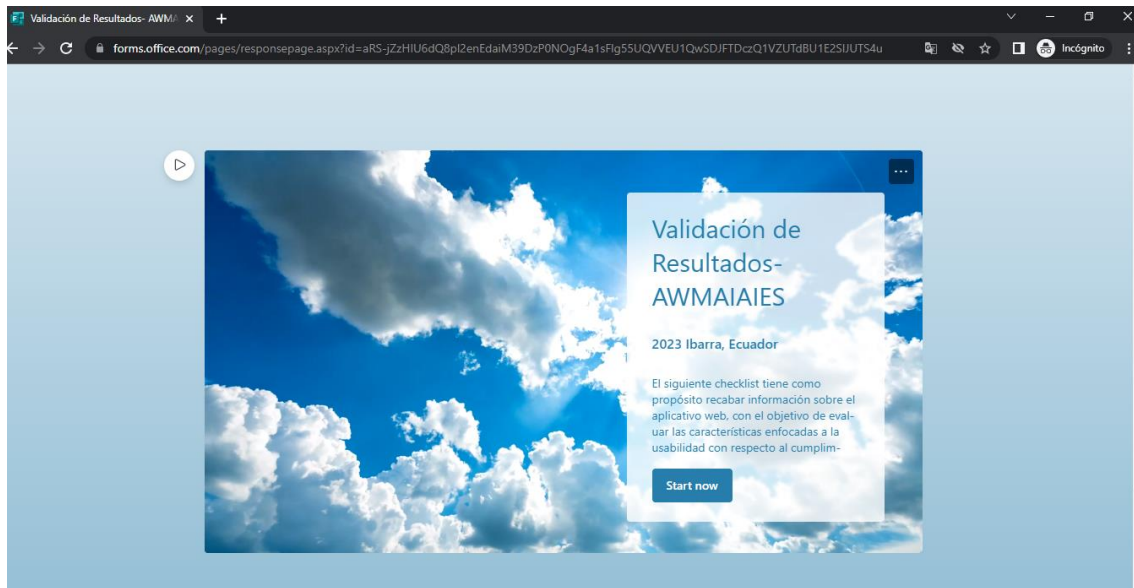 Validación de Resultados- AWMA
forms.office.com/pages/responsepage.aspx?id=aRS-jZzHIU6dQ8pl2enEdaiM39DzP0NOgF4a1sFIg55UQVVEU1QwSDJFTDczQ1VZUTdBU1E2SlJUTS4u
Incógnito
Validación de
Resultados-
AWMAIAIES
2023 Ibarra, Ecuador
El siguiente checklist tiene como
propósito recabar información sobre el
aplicativo web, con el objetivo de eval-
uar las características enfocadas a la
usabilidad con respecto al cumplim-
Start now